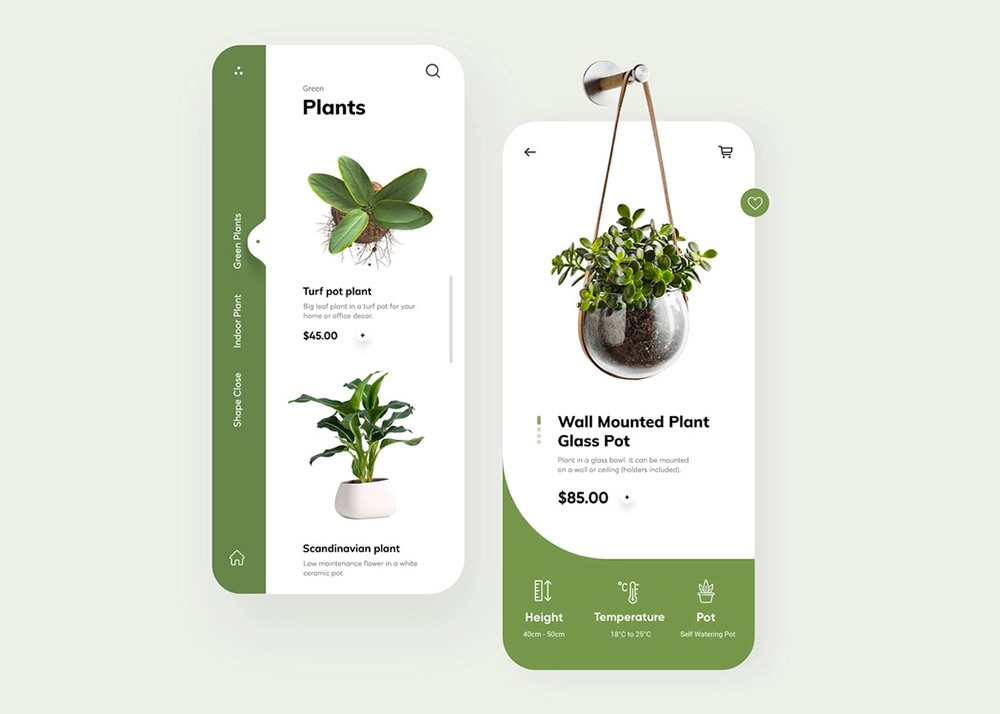 Green
Plants
Green Plants
Indoor Plant
Shape Close
Turf pot plant
Big leaf plant in a turf pot for your
home or office decor.
$45.00
+
Scandinavian plant
Low maintenance flower in a white
ceramic pot.
Wall Mounted Plant
Glass Pot
Plant in a glass bowl. It can be mounted
on a wall or ceiling (holders included).
$85.00
+
°C
Height
40cm - 50cm
Temperature
18°C to 25°C
Pot
Self Watering Pot